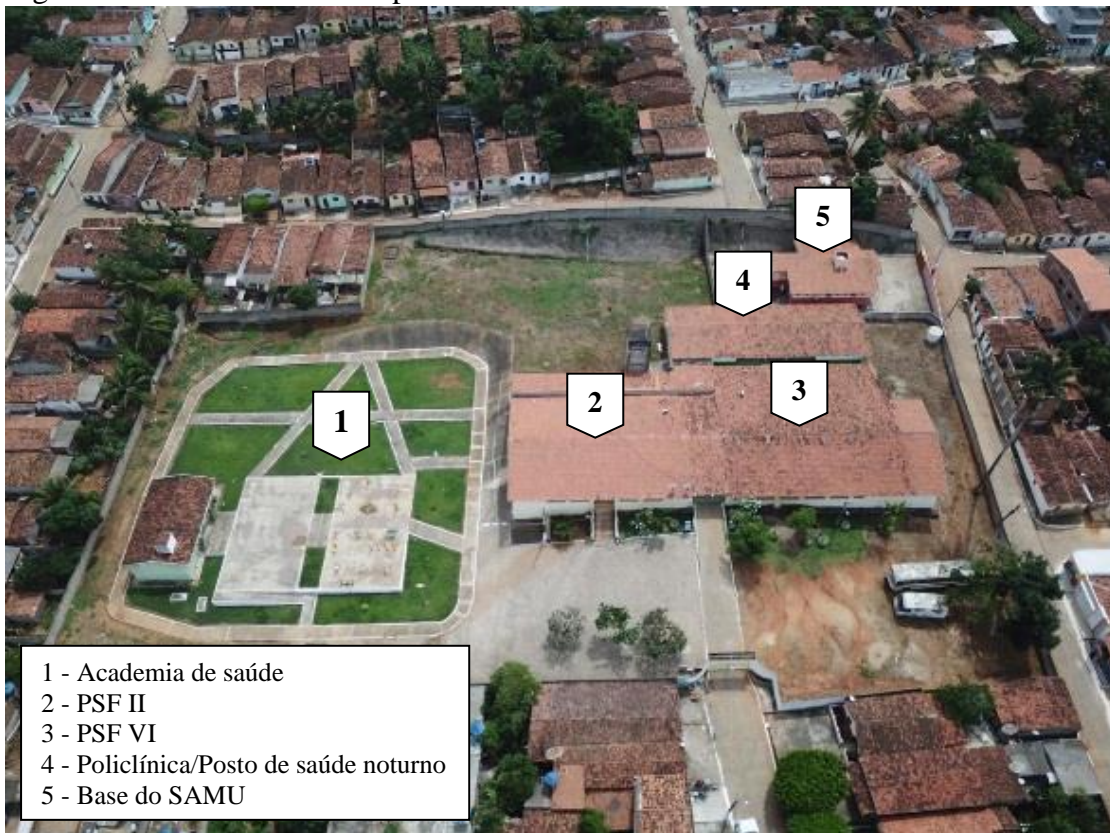 5
4
3
2
1
1 - Academia de saúde
2 - PSF II
3 - PSF VI
4 - Policlínica/Posto de saúde noturno
5 - Base do SAMU